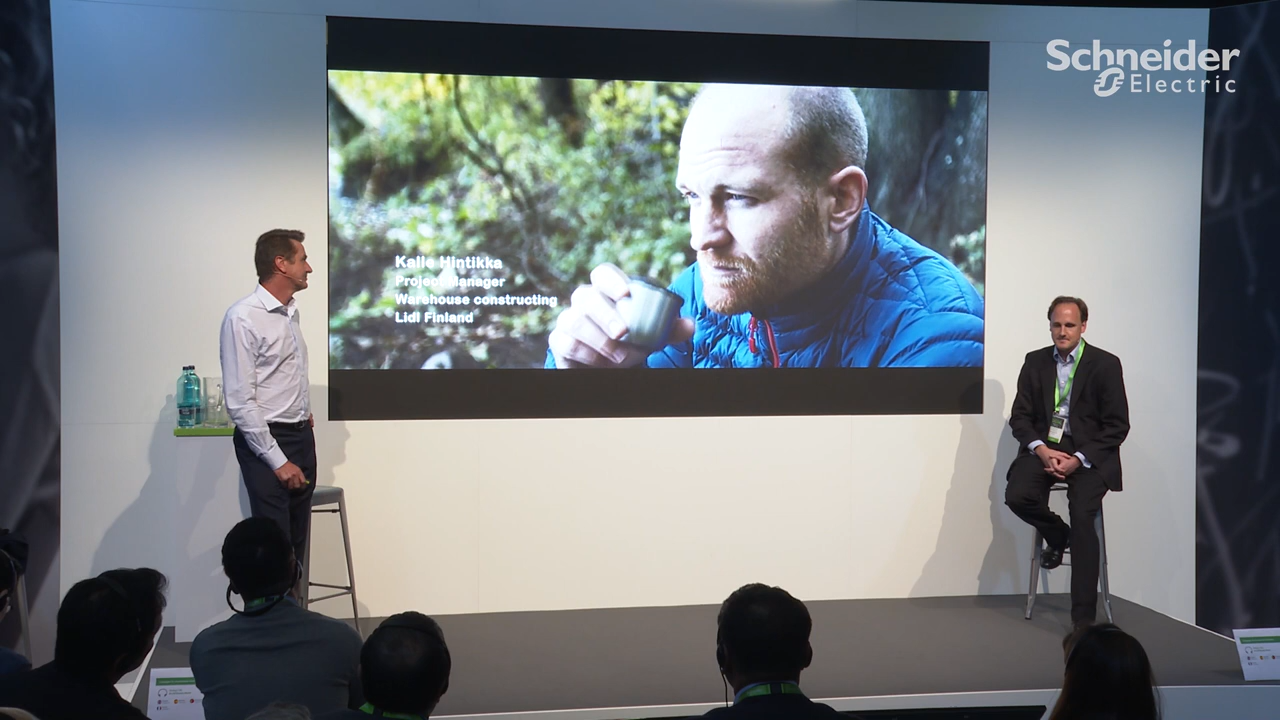 Schneider
Electric
Kalle Hintikka
Project Manager
Warehouse constructing
Lidl Finland